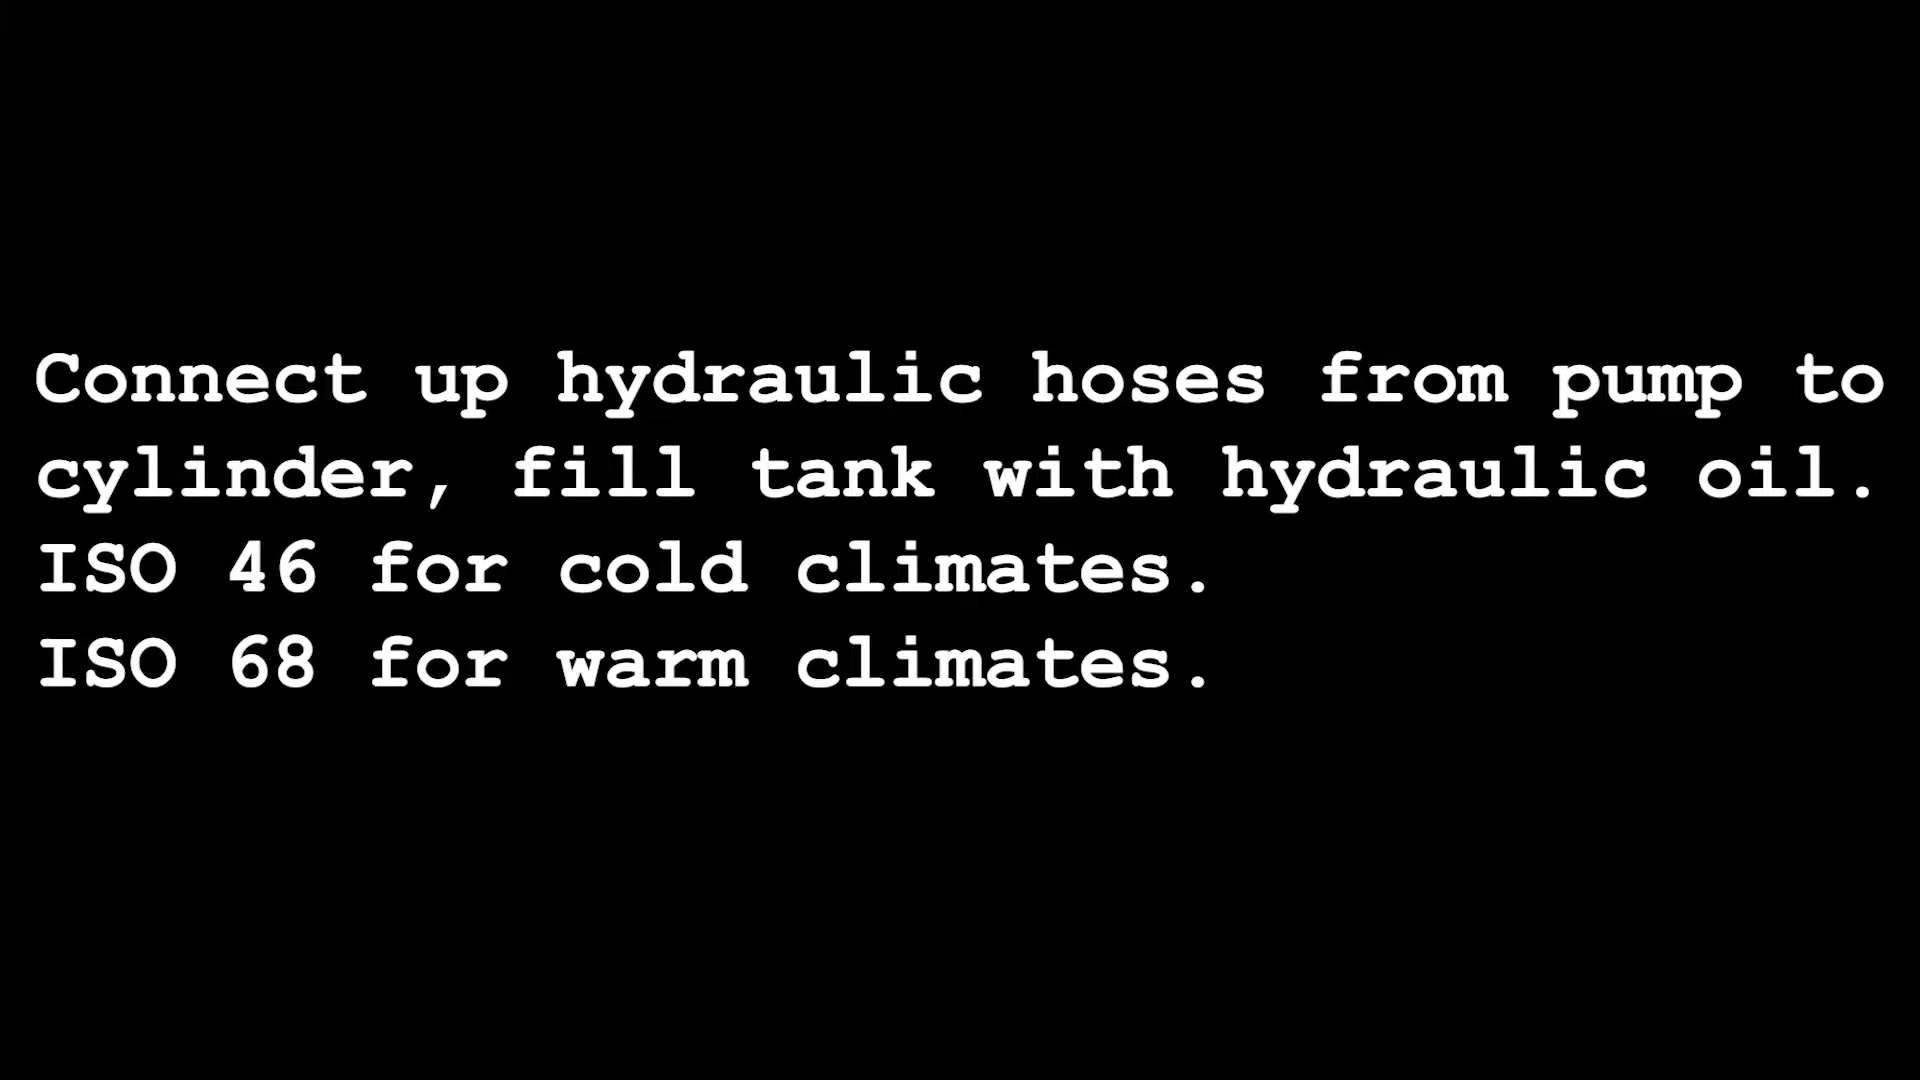 Connect up hydraulic hoses from pump to
cylinder, fill tank with hydraulic oil.
ISO 46 for cold climates.
ISO 68 for warm climates.